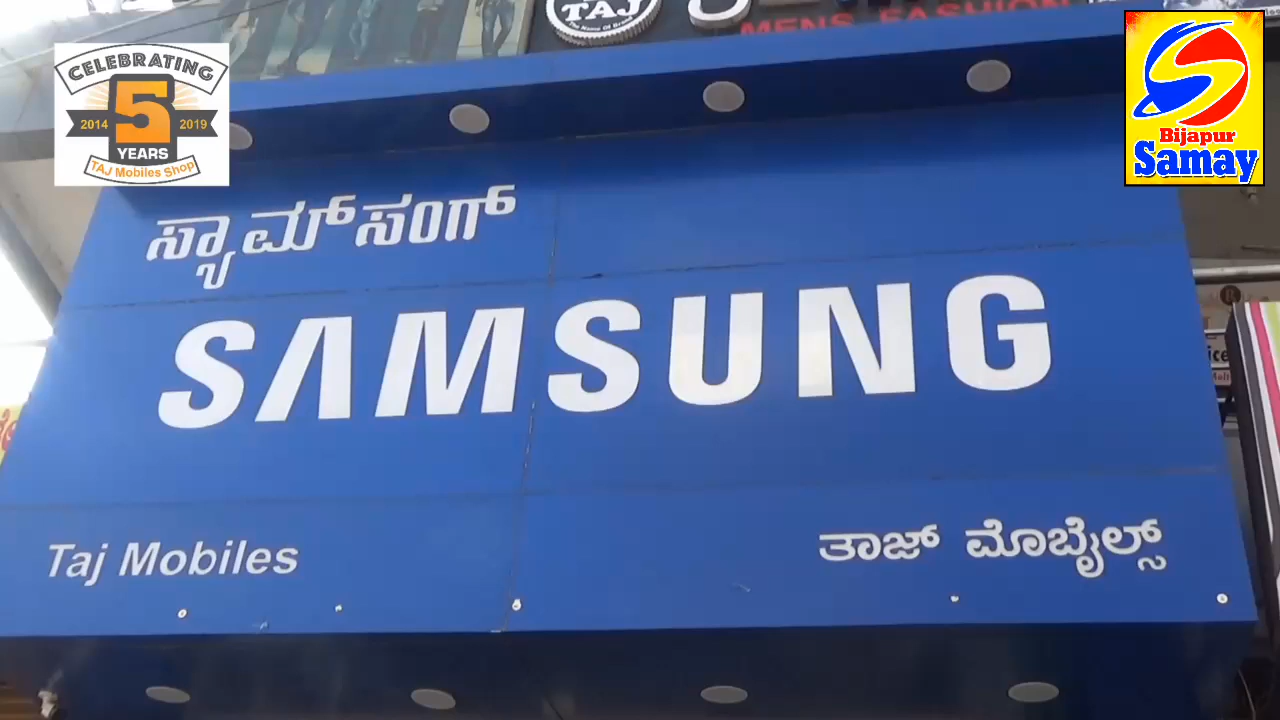 TAJ
MENS FASHION
CELEBRATING
2014 5 2019
YEARS
TAJ Mobiles Shop
Bijapur
Samay
ಸ್ಯಾಮ್‌ಸಂಗ್
SAMSUNG
Taj Mobiles
ತಾಜ್ ಮೊಬೈಲ್ಸ್